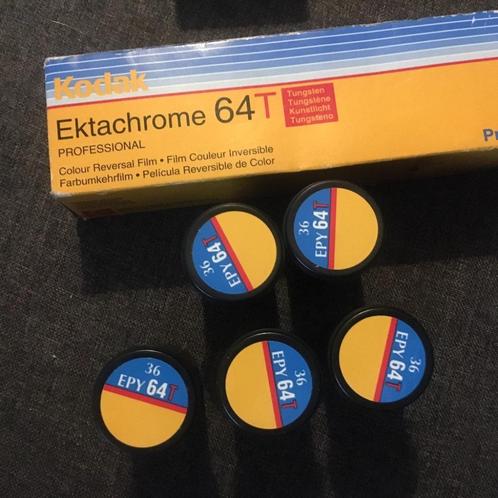 Kodak
Ektachrome 64T
PROFESSIONAL
Colour Reversal Film • Film Couleur Inversible
Farbumkehrfilm • Película Reversible de Color
Tungsten
Tungstène
Kunstlicht
Tungsteno
36
EPY 64T
36
EPY 64T
36
EPY 64T
36
EPY 64T
36
EPY 64T